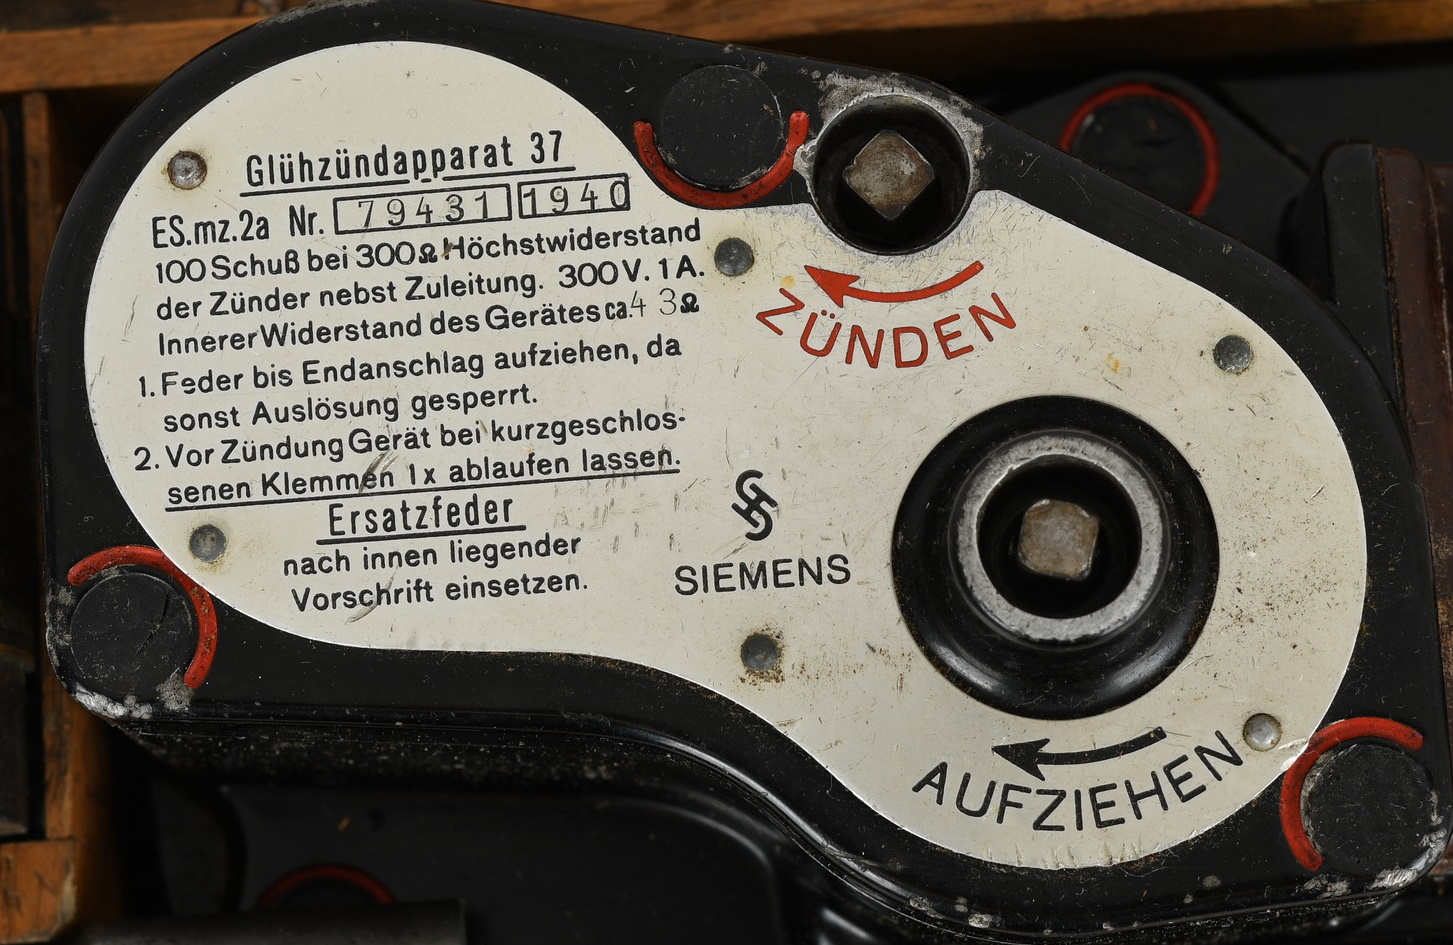 Glühzündapparat 37
ES.mz.2a Nr. 79431 1940
100 Schuß bei 300Ω Höchstwiderstand
der Zünder nebst Zuleitung. 300V. 1A.
Innerer Widerstand des Gerätes ca. 43Ω
1. Feder bis Endanschlag aufziehen, da
sonst Auslösung gesperrt.
2. Vor Zündung Gerät bei kurzgeschlos-
senen Klemmen 1x ablaufen lassen.
Ersatzfeder
nach innen liegender
Vorschrift einsetzen.
ZÜNDEN
SIEMENS
AUFZIEHEN